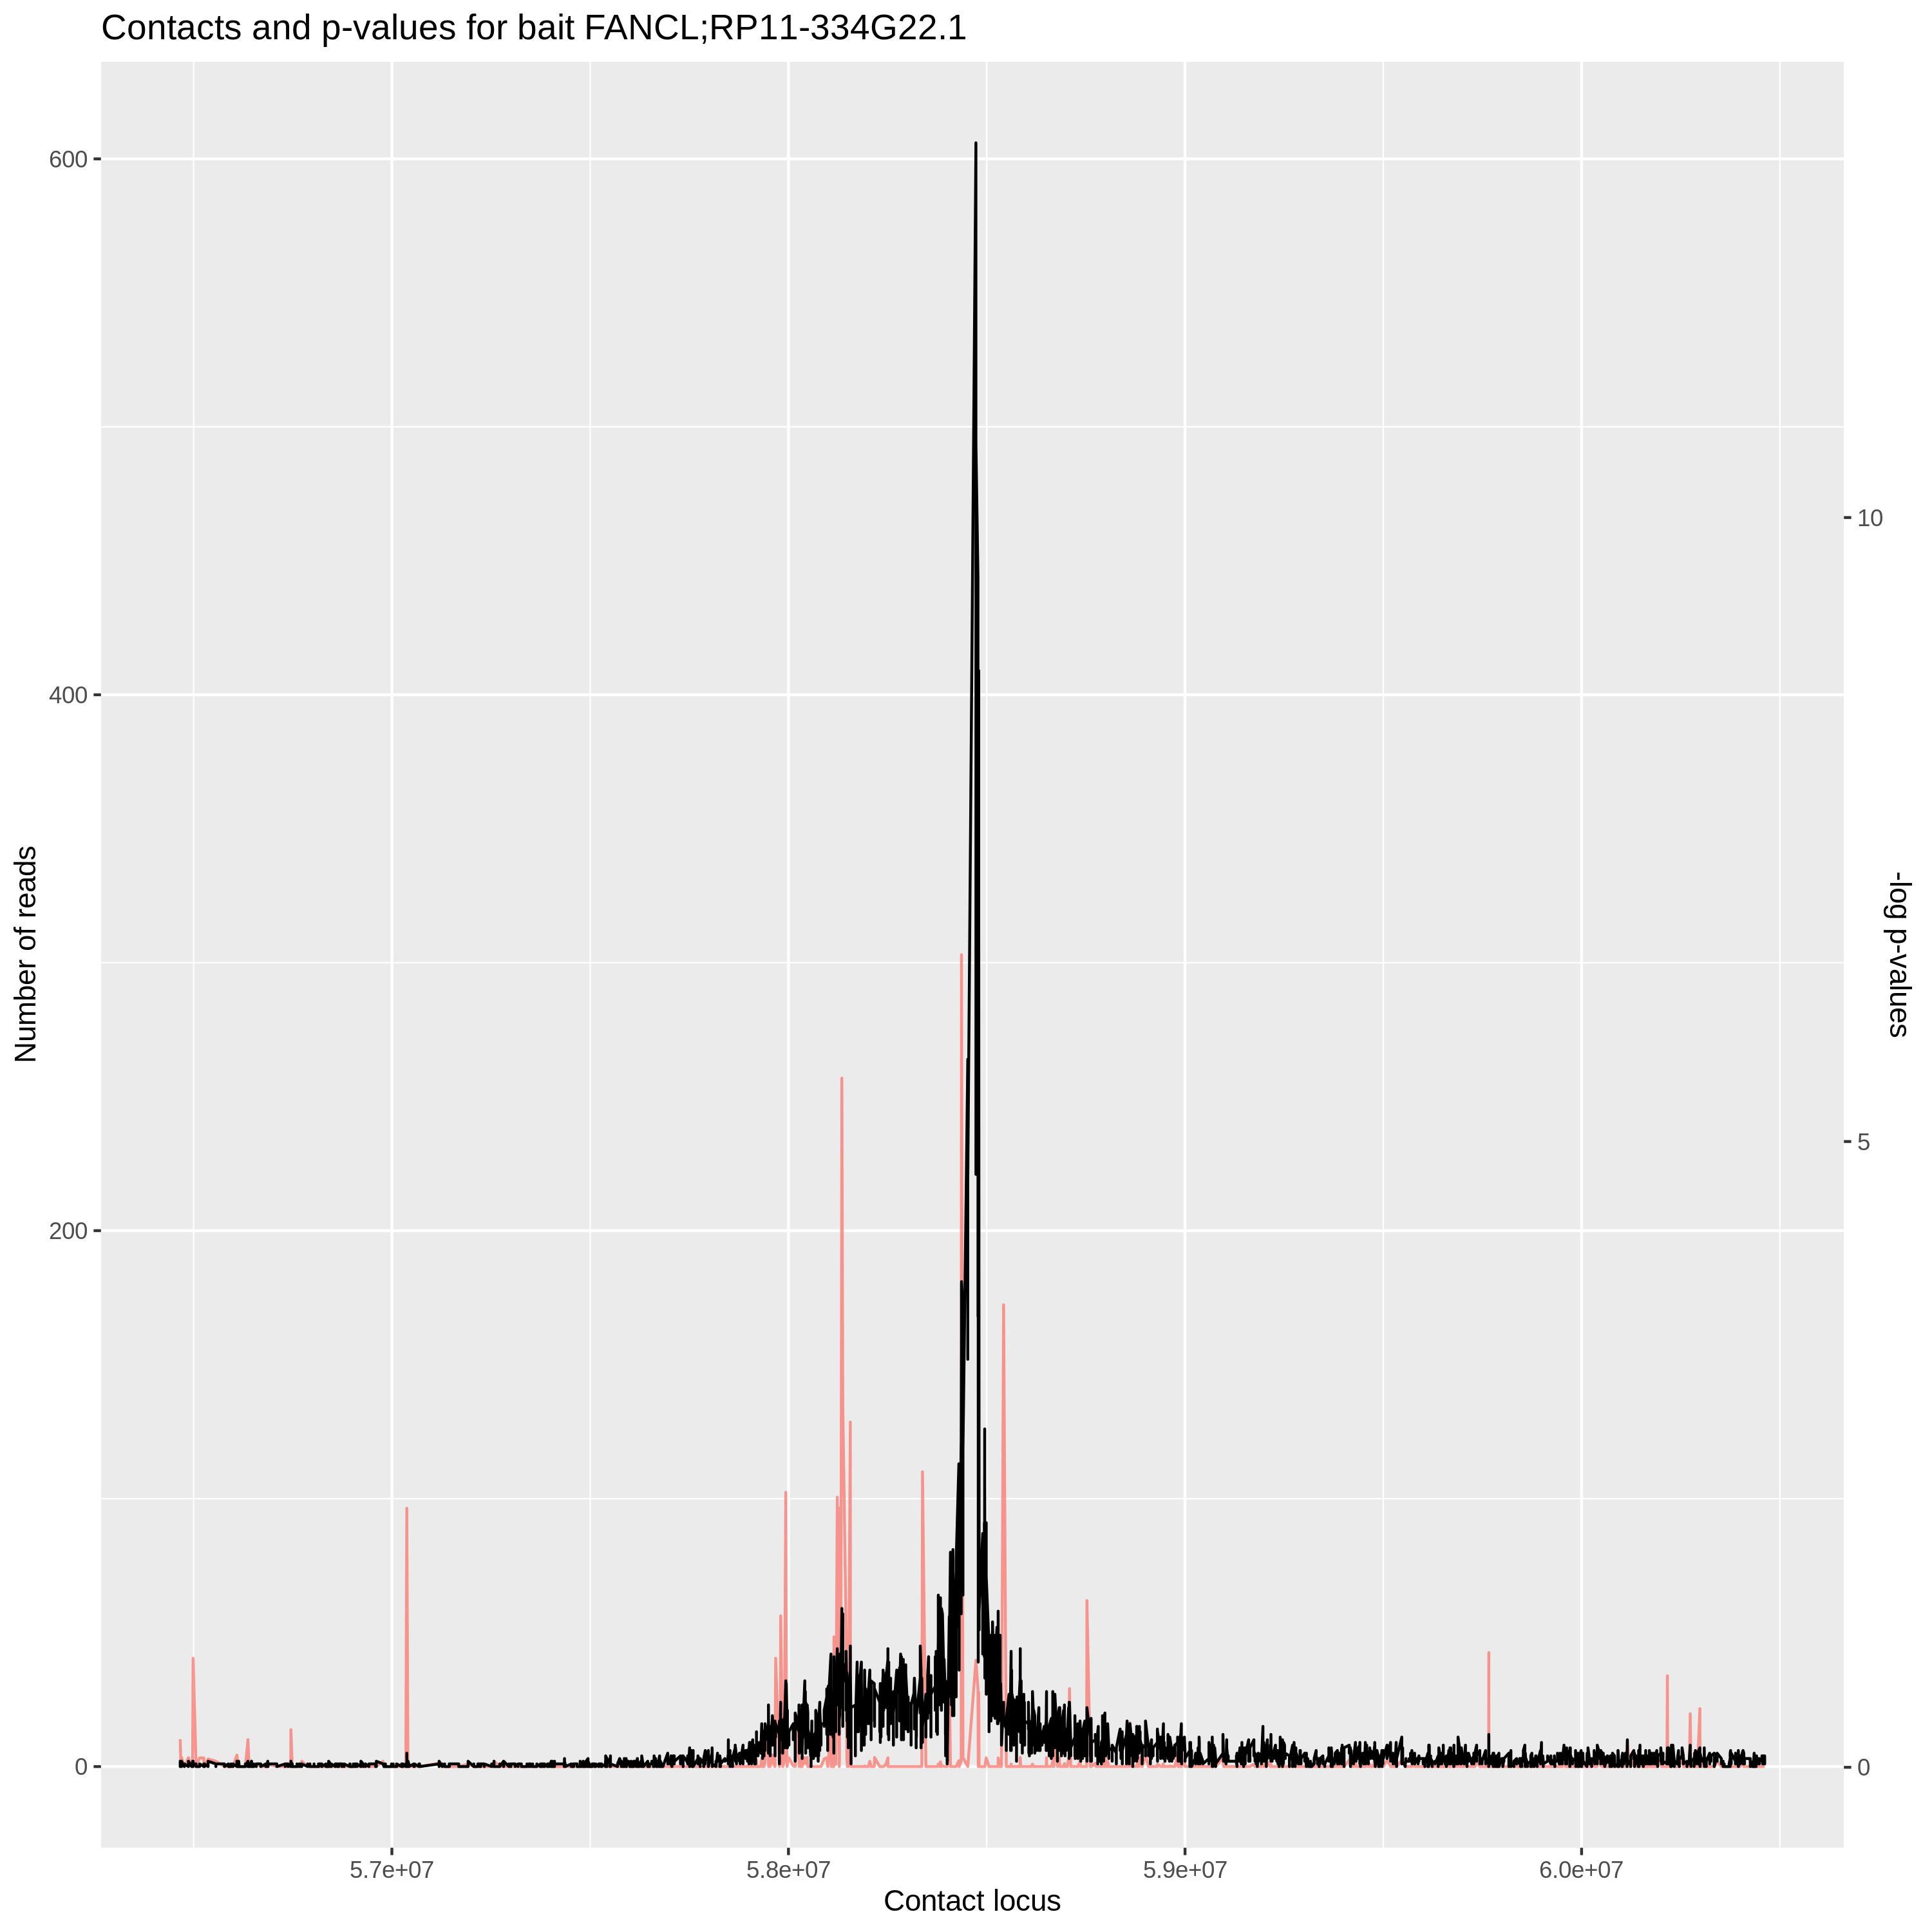 Contacts and p-values for bait FANCL;RP11-334G22.1
600
400
200
0
Number of reads
10
5
0
-log p-values
5.7e+07
5.8e+07
5.9e+07
6.0e+07
Contact locus